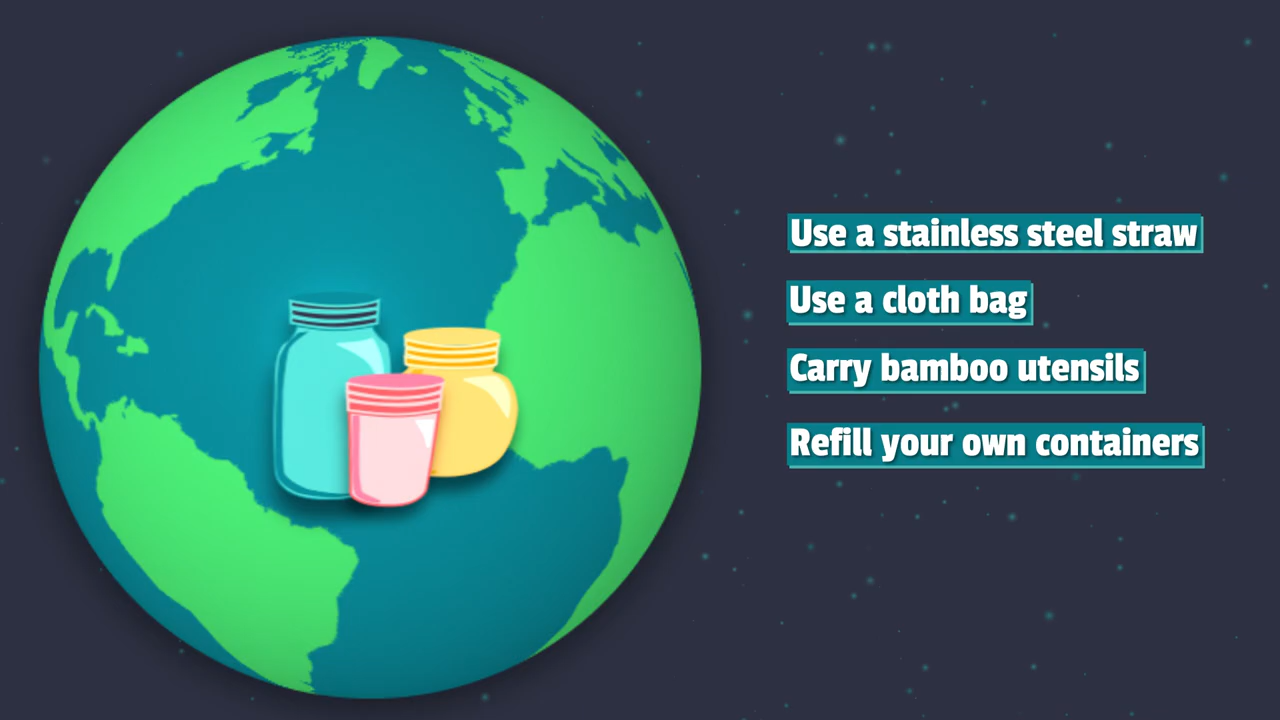 Use a stainless steel straw
Use a cloth bag
Carry bamboo utensils
Refill your own containers